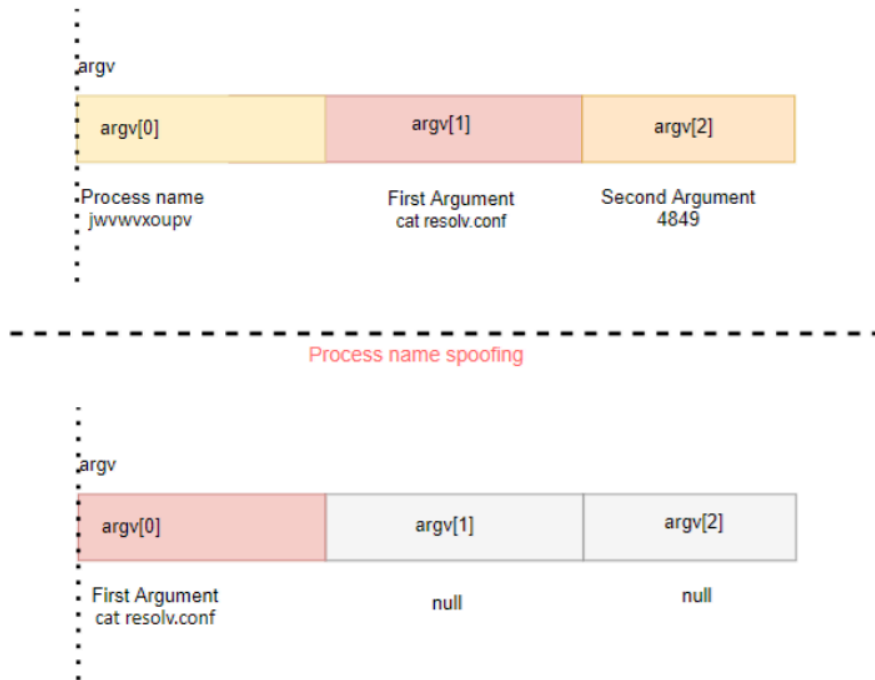 argv
argv[0]
argv[1]
argv[2]
Process name
jwvwvxoupv
First Argument
cat resolv.conf
Second Argument
4849
Process name spoofing
argv
argv[0]
argv[1]
argv[2]
First Argument
cat resolv.conf
null
null